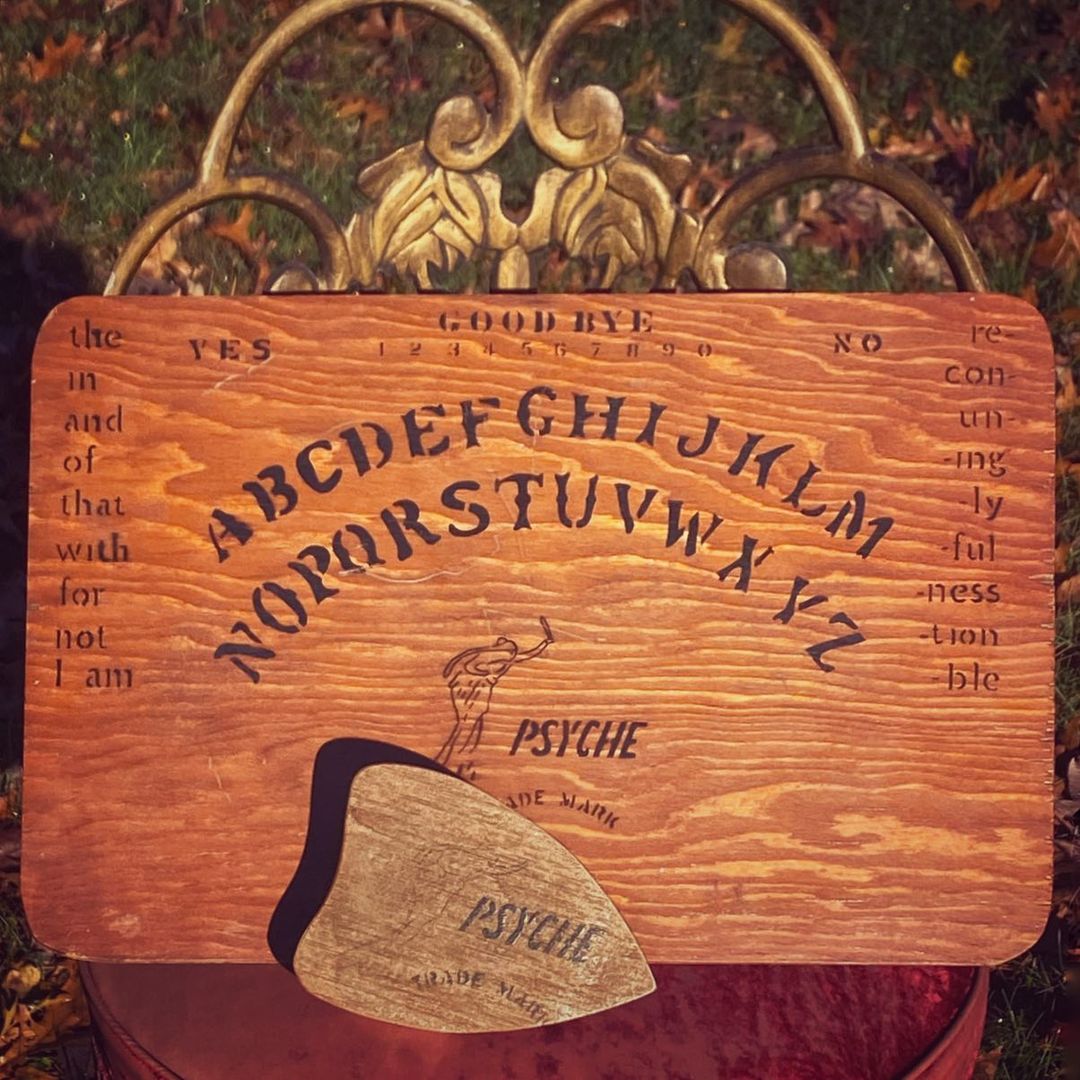 GOOD BYE
YES
1 2 3 4 5 6 7 8 9 0
NO
the
in
and
of
that
with
for
not
I am
re-
con-
un-
-ing
-ly
-ful
-ness
-tion
-ble
ABCDEFGHIJKLM
NOPQRSTUVWXYZ
PSYCHE
ADE MARK
PSYCHE
TRADE MARK